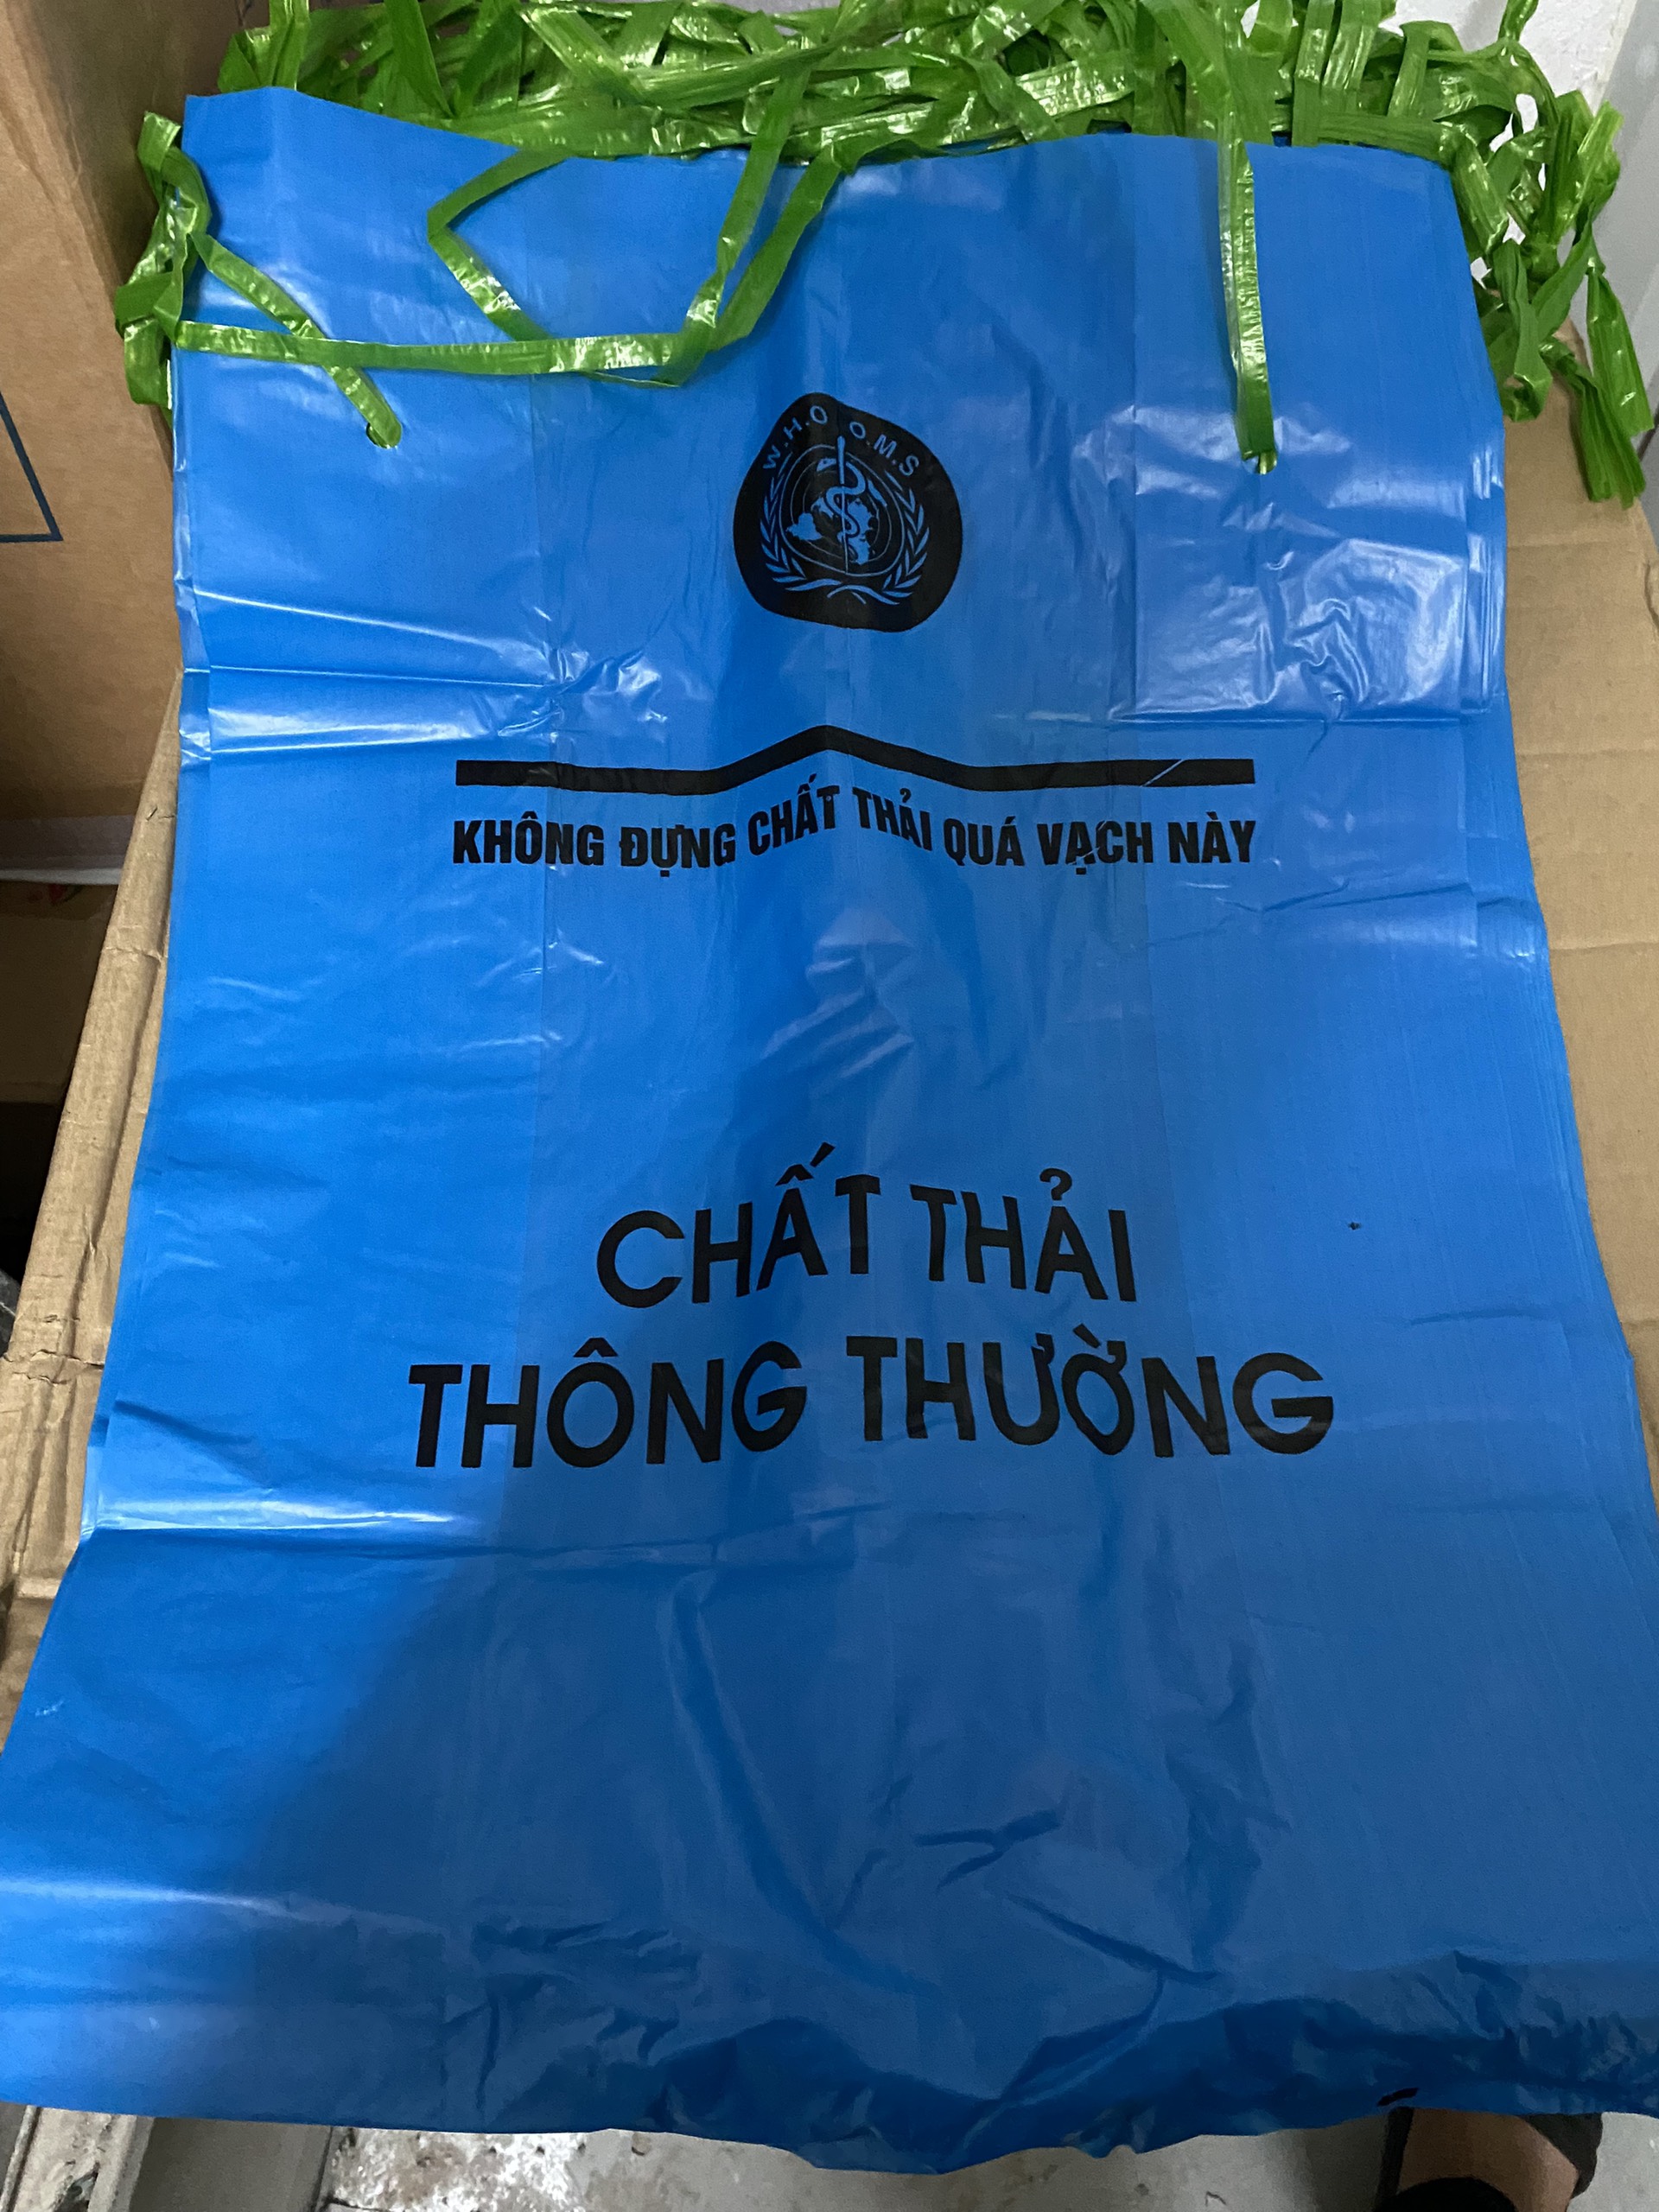 W.H.O O.M.S
KHÔNG ĐỰNG CHẤT THẢI QUÁ VẠCH NÀY
CHẤT THẢI
THÔNG THƯỜNG